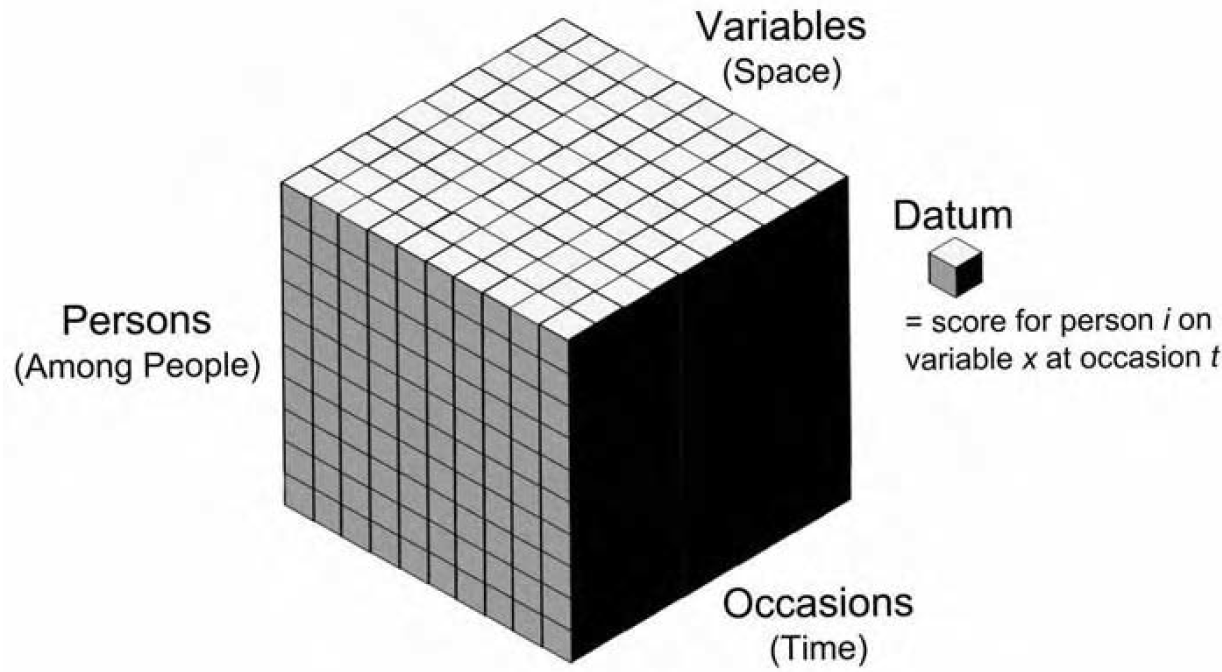 Variables
(Space)
Datum
= score for person i on
variable x at occasion t
Persons
(Among People)
Occasions
(Time)